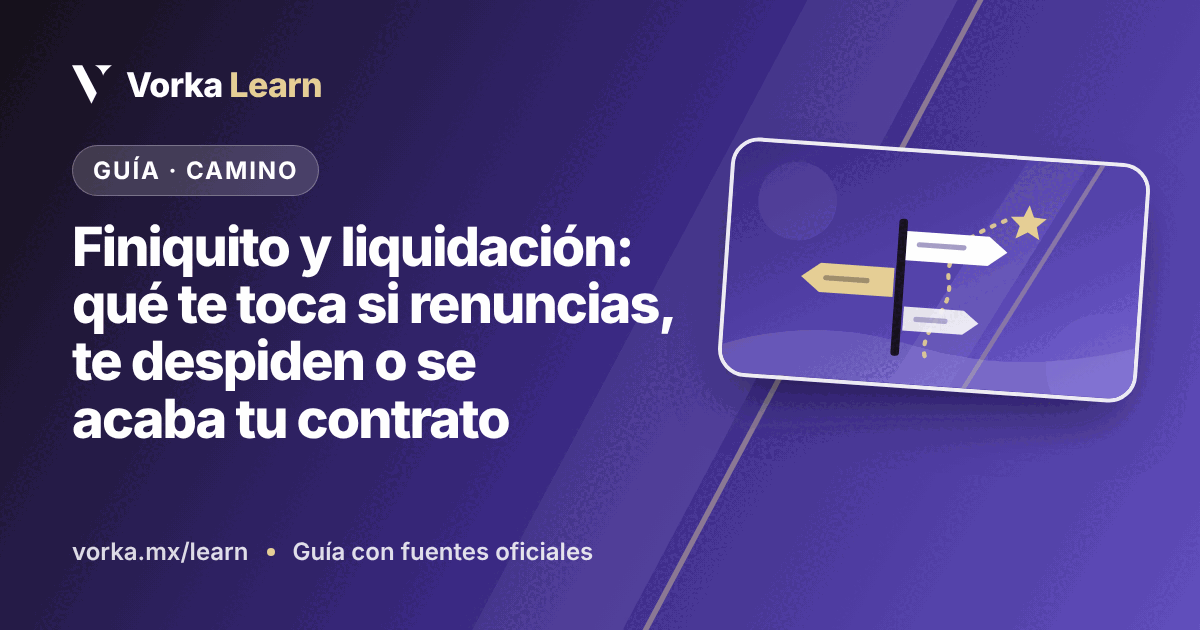 Vorka Learn
GUÍA · CAMINO
Finiquito y liquidación:
qué te toca si renuncias,
te despiden o se
acaba tu contrato
vorka.mx/learn • Guía con fuentes oficiales